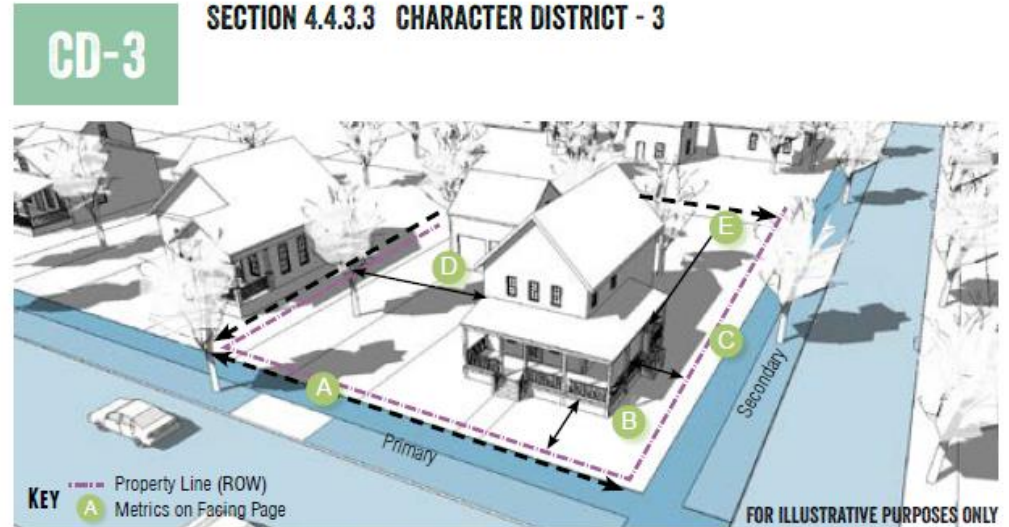 CD-3
SECTION 4.4.3.3 CHARACTER DISTRICT - 3
E
D
C
A
B
Secondary
Primary
KEY
Property Line (ROW)
A Metrics on Facing Page
FOR ILLUSTRATIVE PURPOSES ONLY